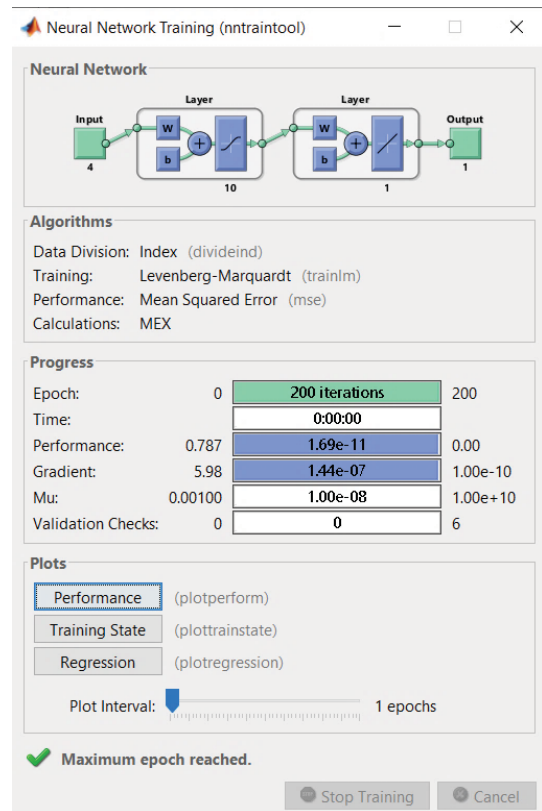 Neural Network Training (nntraintool)
Neural Network
Layer Layer
Input Output
W W
b b
4 10 1 1
Algorithms
Data Division: Index (divideind)
Training: Levenberg-Marquardt (trainlm)
Performance: Mean Squared Error (mse)
Calculations: MEX
Progress
Epoch: 0 200 iterations 200
Time: 0:00:00
Performance: 0.787 1.69e-11 0.00
Gradient: 5.98 1.44e-07 1.00e-10
Mu: 0.00100 1.00e-08 1.00e+10
Validation Checks: 0 0 6
Plots
Performance (plotperform)
Training State (plottrainstate)
Regression (plotregression)
Plot Interval: 1 epochs
Maximum epoch reached.
Stop Training Cancel